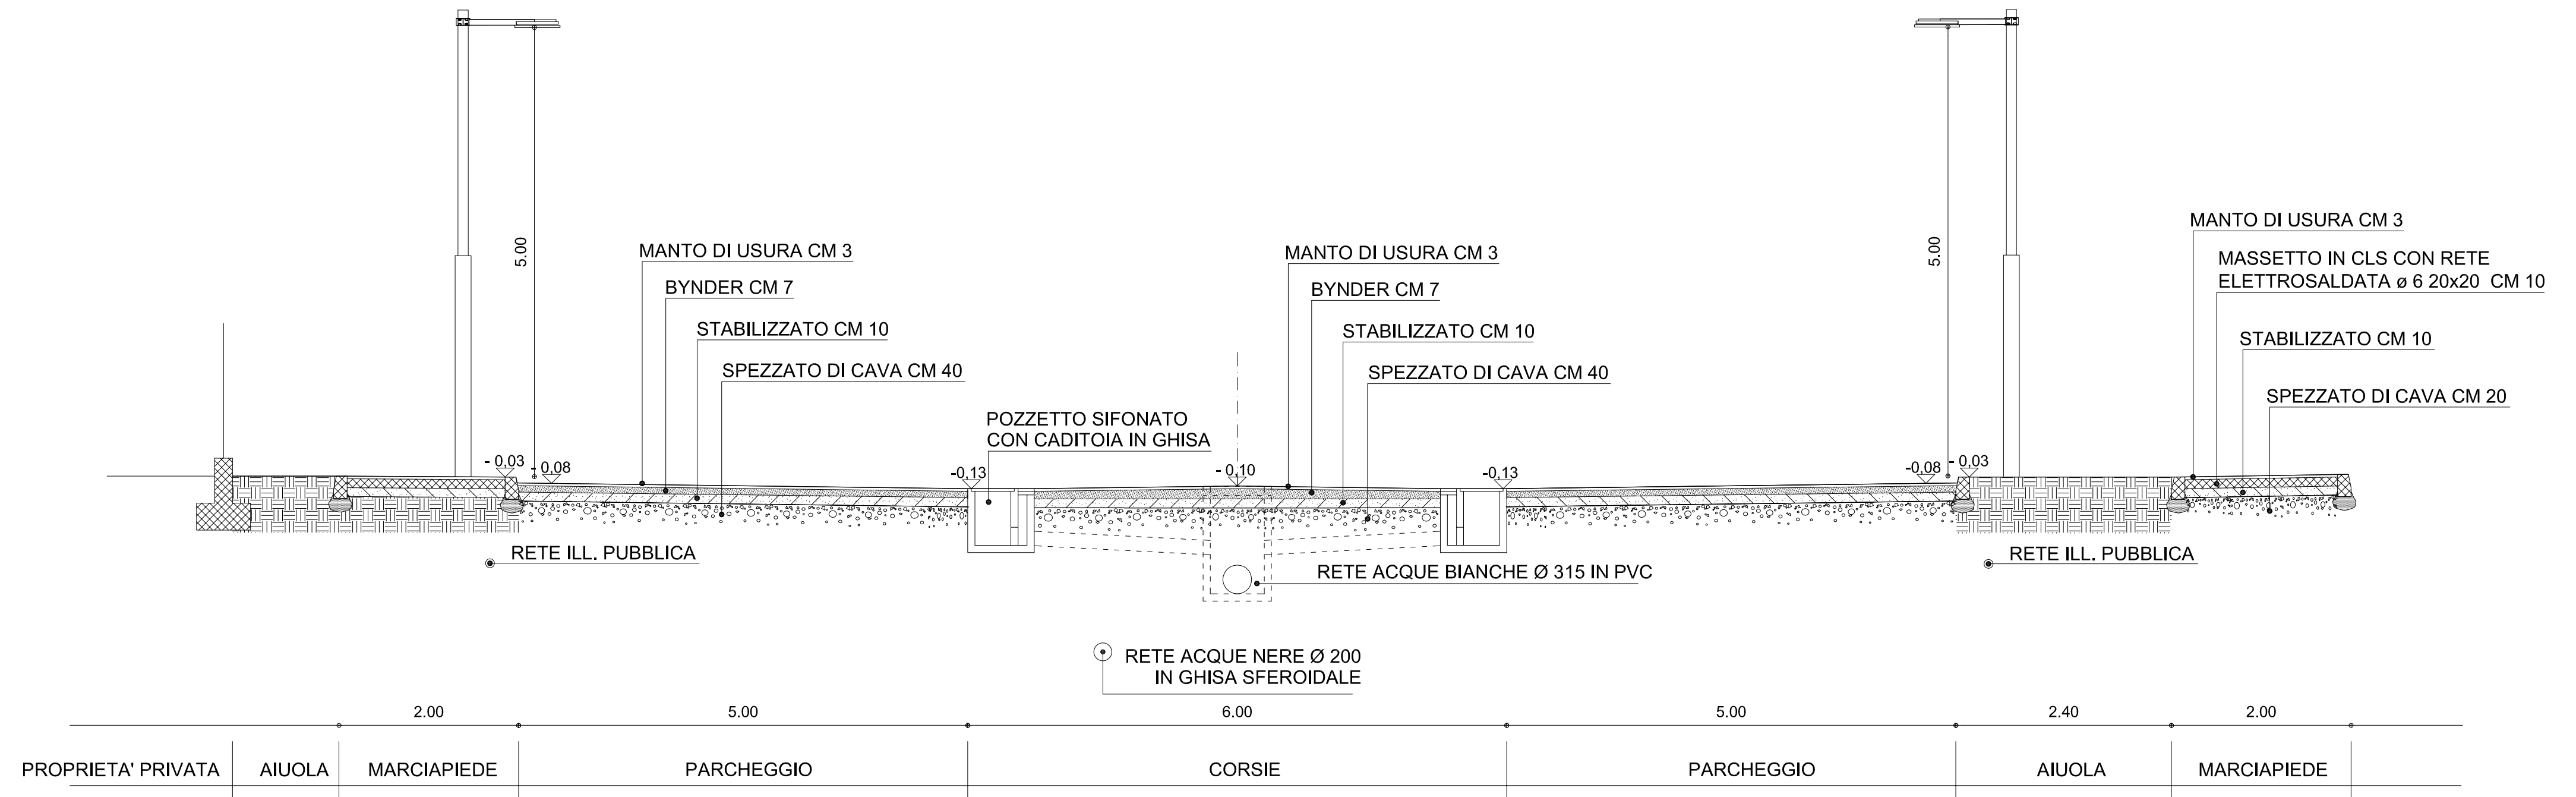 5.00
MANTO DI USURA CM 3
BYNDER CM 7
STABILIZZATO CM 10
SPEZZATO DI CAVA CM 40
POZZETTO SIFONATO
CON CADITOIA IN GHISA
MANTO DI USURA CM 3
BYNDER CM 7
STABILIZZATO CM 10
SPEZZATO DI CAVA CM 40
5.00
MANTO DI USURA CM 3
MASSETTO IN CLS CON RETE
ELETTROSALDATA ø 6 20x20 CM 10
STABILIZZATO CM 10
SPEZZATO DI CAVA CM 20
- 0,03
- 0,08
-0,13
- 0,10
-0,13
-0,08
- 0,03
RETE ILL. PUBBLICA
RETE ILL. PUBBLICA
RETE ACQUE BIANCHE Ø 315 IN PVC
RETE ACQUE NERE Ø 200
IN GHISA SFEROIDALE
2.00 5.00 6.00 5.00 2.40 2.00
PROPRIETA' PRIVATA AIUOLA MARCIAPIEDE PARCHEGGIO CORSIE PARCHEGGIO AIUOLA MARCIAPIEDE